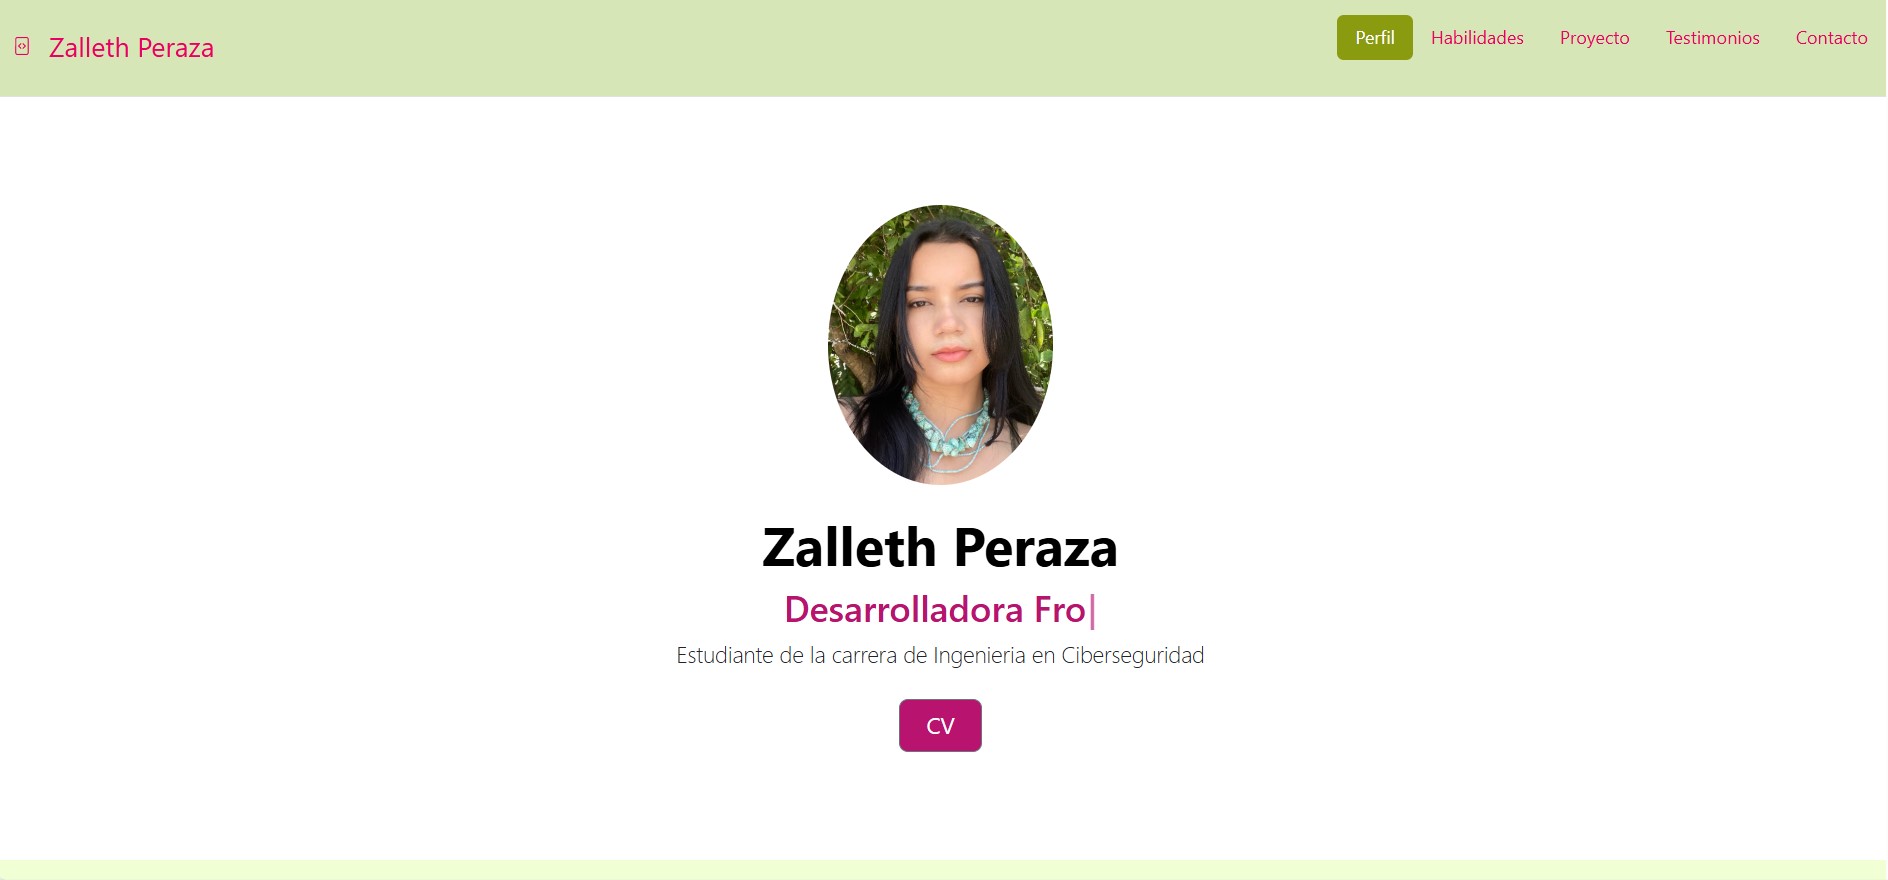 Zalleth Peraza
Perfil Habilidades Proyecto Testimonios Contacto
Zalleth Peraza
Desarrolladora Fro|
Estudiante de la carrera de Ingenieria en Ciberseguridad
CV